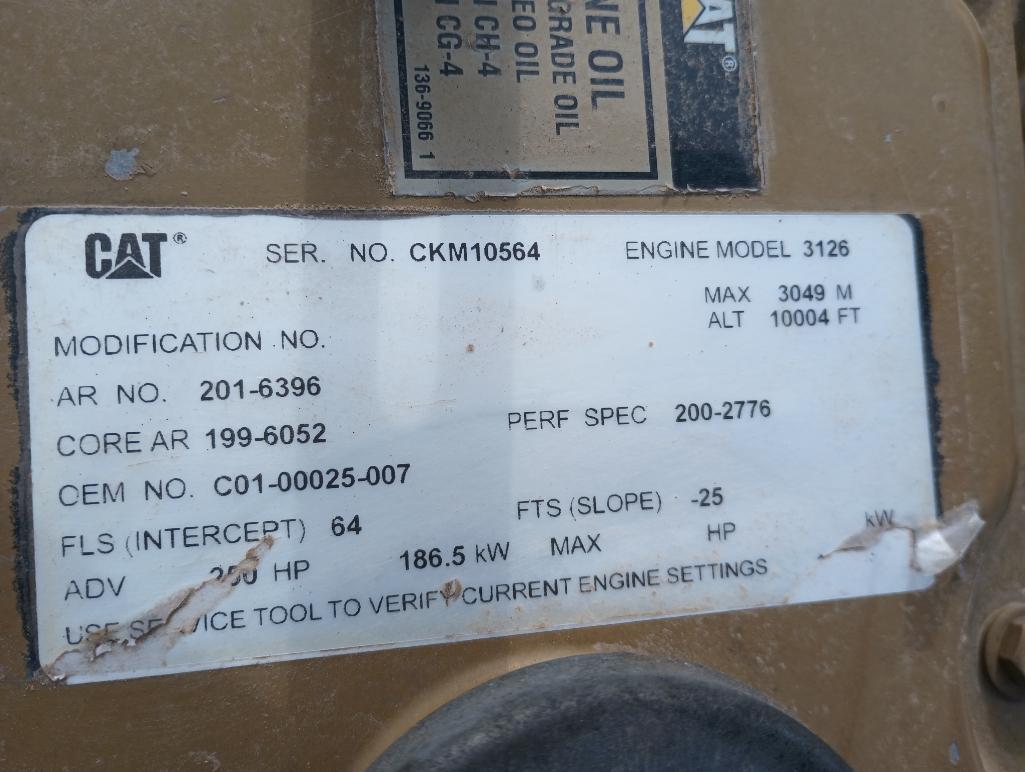 CAT®
NE OIL
GRADE OIL
EO OIL
CH-4
CG-4
136-9066 1
CAT® SER. NO. CKM10564 ENGINE MODEL 3126
MAX 3049 M
ALT 10004 FT
MODIFICATION NO.
AR NO. 201-6396
CORE AR 199-6052 PERF SPEC 200-2776
OEM NO. C01-00025-007
FLS (INTERCEPT) 64 FTS (SLOPE) -25
ADV 250 HP 186.5 kW MAX HP kW
USE SERVICE TOOL TO VERIFY CURRENT ENGINE SETTINGS